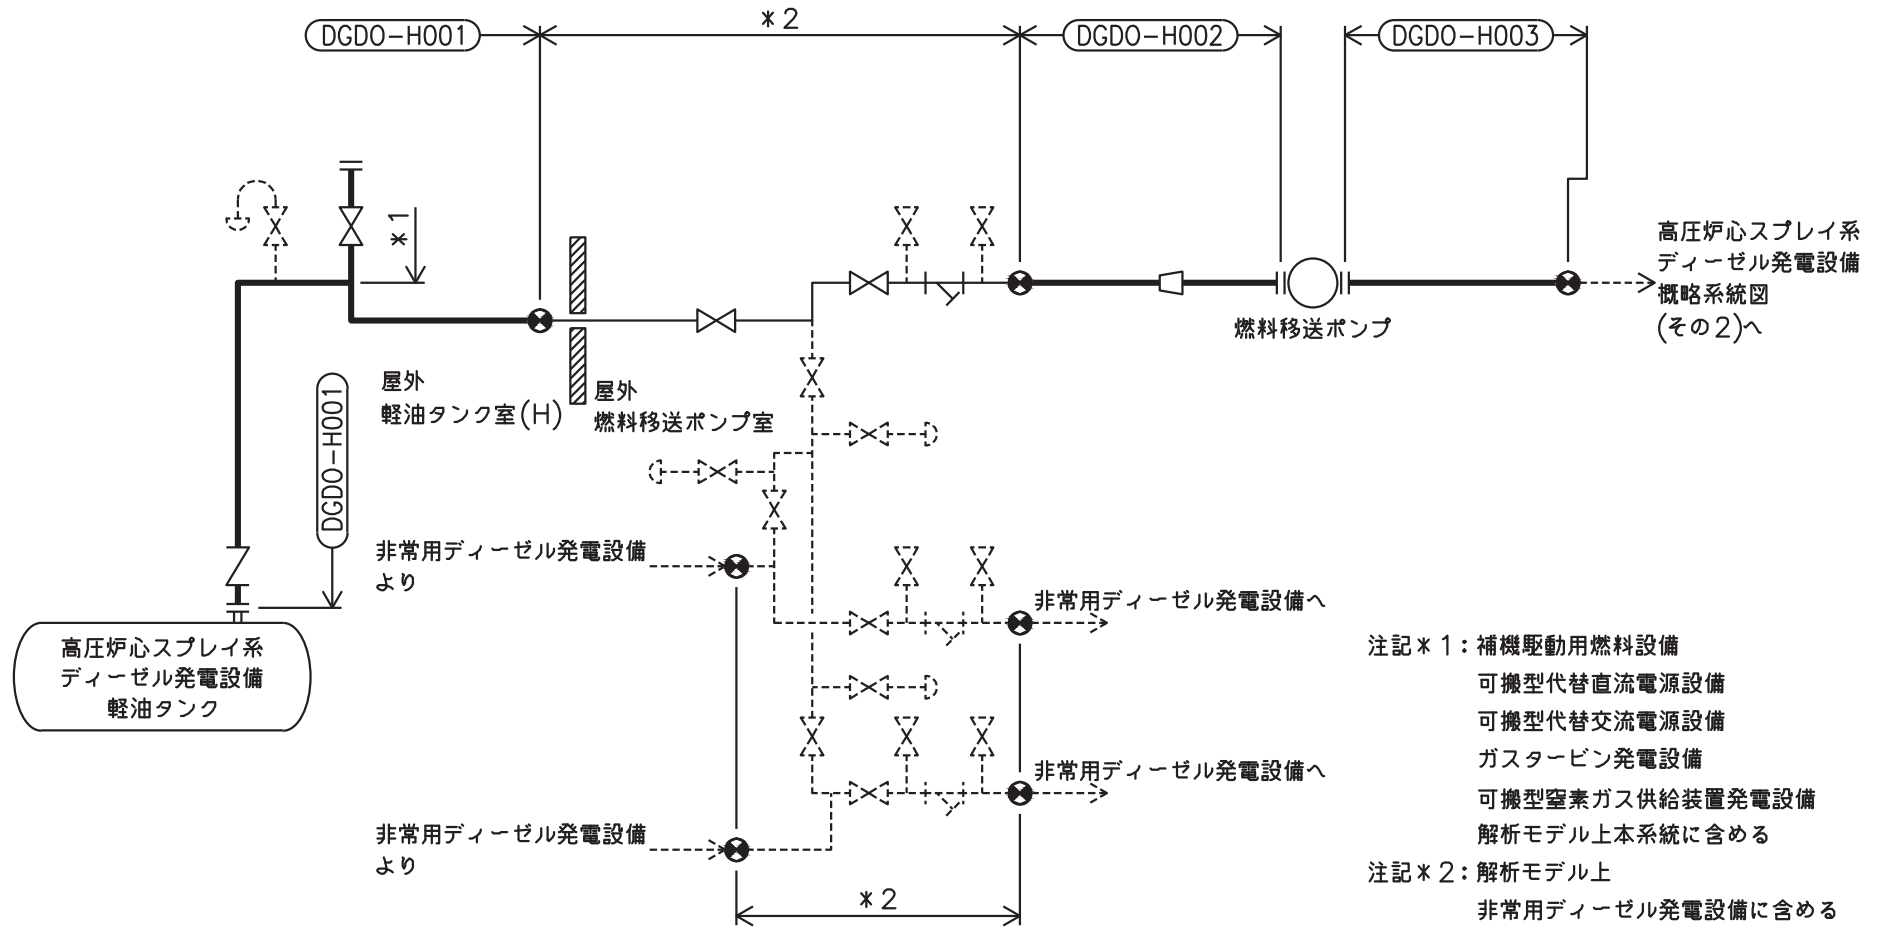 DGDO-H001
*2
DGDO-H002
DGDO-H003
*1
高圧炉心スプレイ系
ディーゼル発電設備
概略系統図
(その2)へ
燃料移送ポンプ
屋外
軽油タンク室(H)
屋外
燃料移送ポンプ室
DGDO-H001
非常用ディーゼル発電設備
より
非常用ディーゼル発電設備へ
高圧炉心スプレイ系
ディーゼル発電設備
軽油タンク
非常用ディーゼル発電設備へ
非常用ディーゼル発電設備
より
*2
注記*1:補機駆動用燃料設備
可搬型代替直流電源設備
可搬型代替交流電源設備
ガスタービン発電設備
可搬型窒素ガス供給装置発電設備
解析モデル上本系統に含める
注記*2:解析モデル上
非常用ディーゼル発電設備に含める